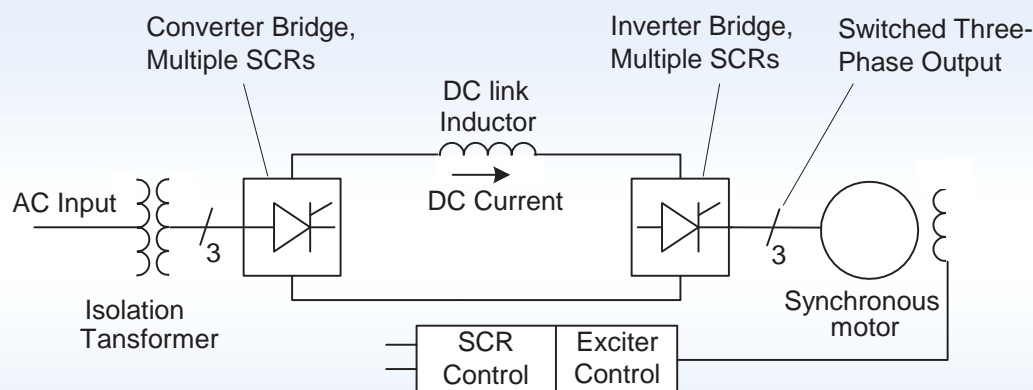 Converter Bridge,
Multiple SCRs
Inverter Bridge,
Multiple SCRs
Switched Three-
Phase Output
DC link
Inductor
DC Current
AC Input
3
3
Isolation
Tansformer
Synchronous
motor
SCR
Control
Exciter
Control